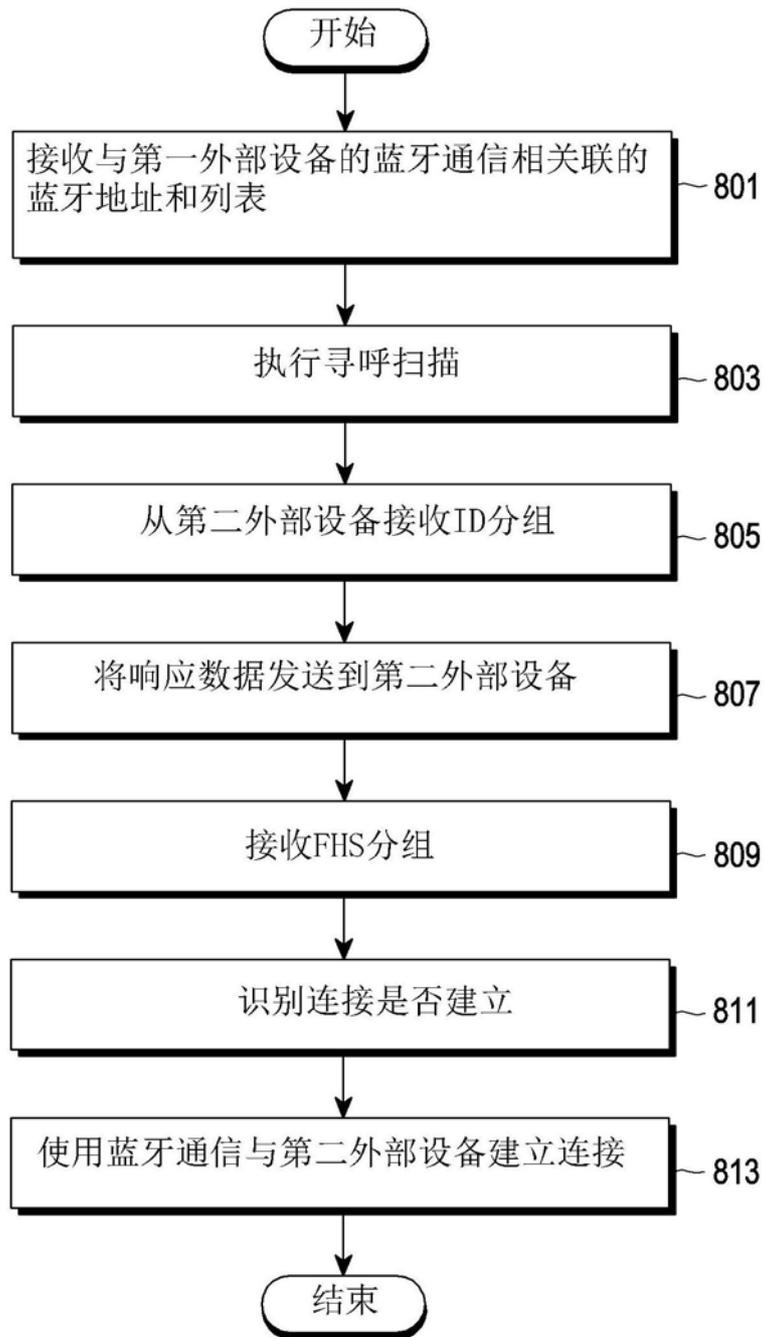 开始
接收与第一外部设备的蓝牙通信相关联的
蓝牙地址和列表
801
执行寻呼扫描
803
从第二外部设备接收ID分组
805
将响应数据发送到第二外部设备
807
接收FHS分组
809
识别连接是否建立
811
使用蓝牙通信与第二外部设备建立连接
813
结束